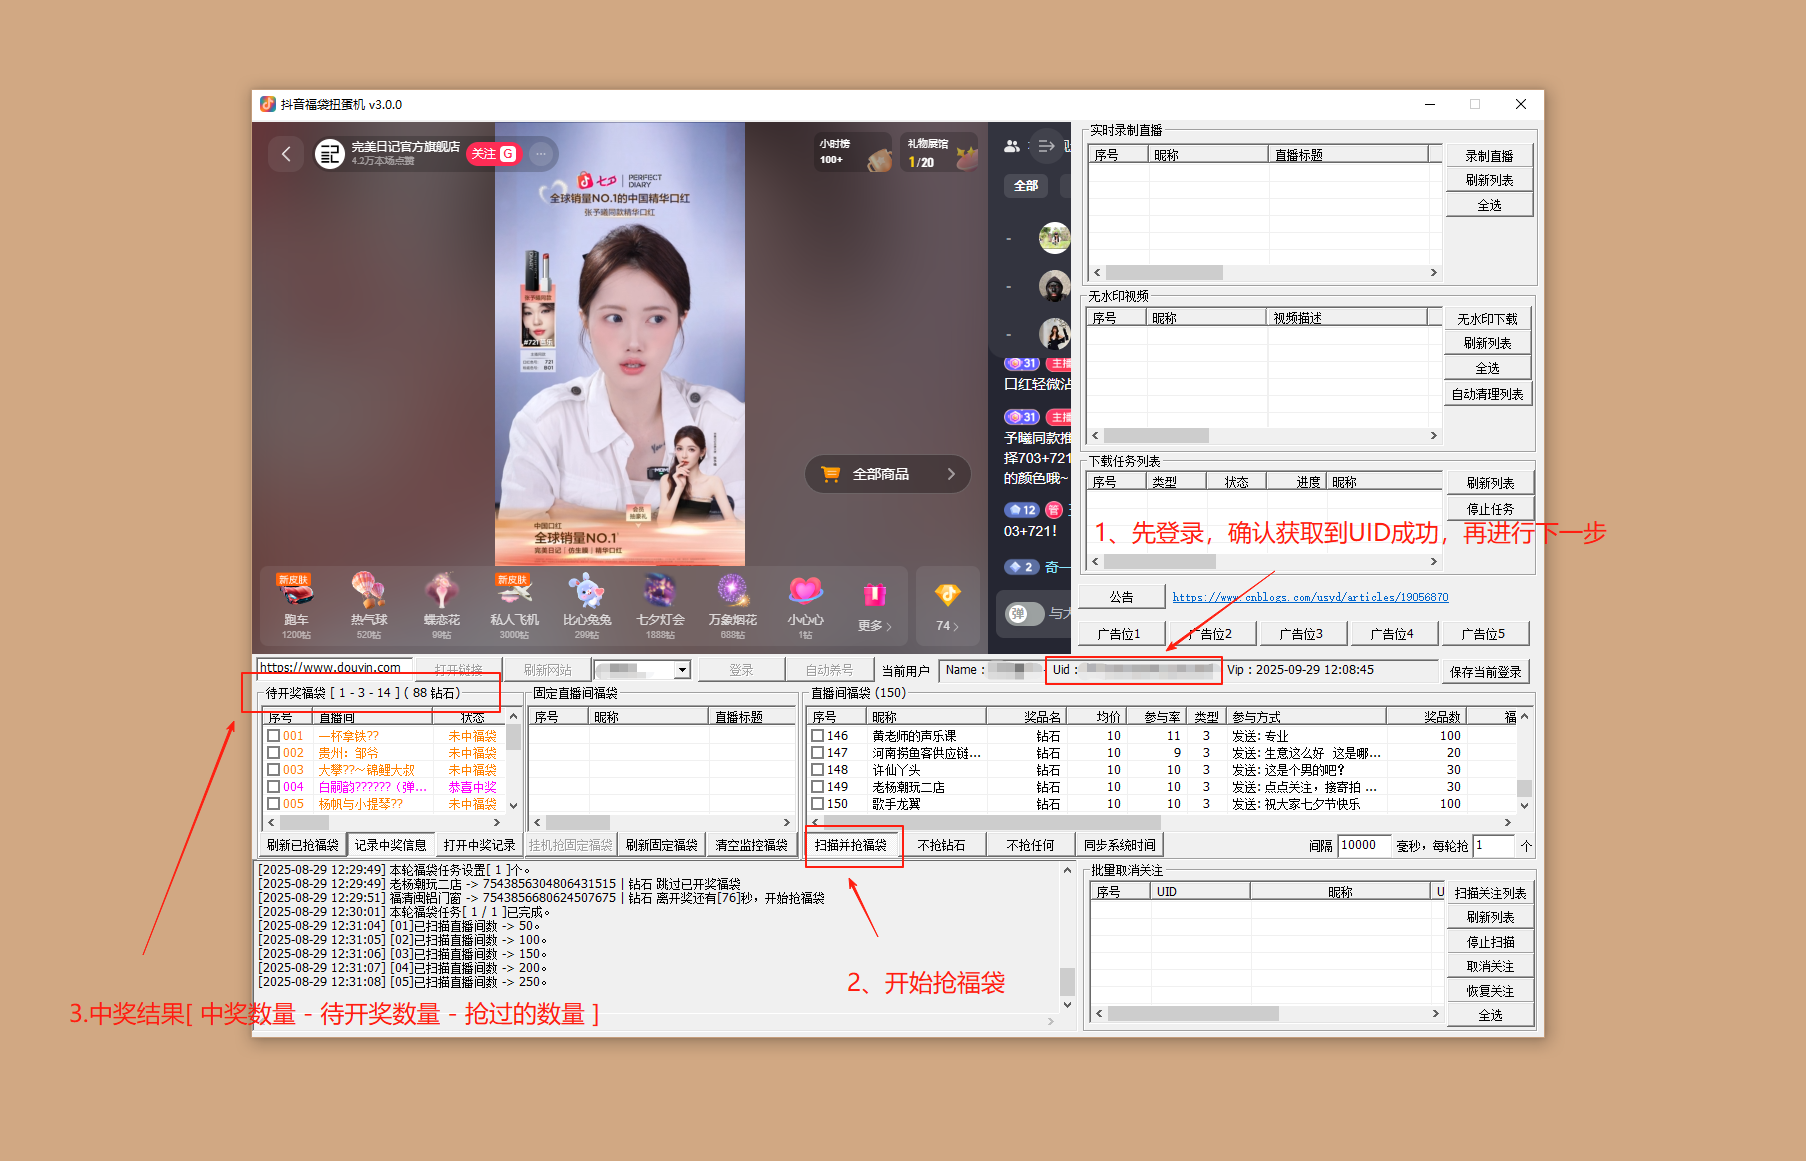 抖音福袋扭蛋机 v3.0.0
完美日记官方旗舰店
4.2万本场点赞
关注
小时榜
100+
礼物展馆
1/20
全部
PERFECT DIARY
全球销量NO.1的中国精华口红
张予曦同款精华口红
张予曦同款
#721芭乐
721
801
31
主播
口红轻微沾
31
主播
予曦同款推
择703+721
的颜色哦~
12
管
03+721!
2
奇一
弹
与大
全部商品
会员
抽豪礼
中国口红
全球销量NO.1
完美日记 | 仿生膜 | 精华口红
新皮肤
跑车
1200钻
热气球
520钻
蝶恋花
99钻
新皮肤
私人飞机
3000钻
比心兔兔
299钻
七夕灯会
1888钻
万象烟花
688钻
小心心
1钻
更多
74
实时录制直播
序号 昵称 直播标题
录制直播
刷新列表
全选
无水印视频
序号 昵称 视频描述
无水印下载
刷新列表
全选
自动清理列表
下载任务列表
序号 类型 状态 进度 昵称
刷新列表
停止任务
1、先登录，确认获取到UID成功，再进行下一步
公告
https://www.cnblogs.com/usyd/articles/19056870
广告位1 广告位2 广告位3 广告位4 广告位5
https://www.douyin.com 打开链接 刷新网站 登录 自动养号 当前用户 Name： Uid： Vip：2025-09-29 12:08:45 保存当前登录
待开奖福袋 [ 1 - 3 - 14 ] ( 88 钻石)
序号 直播间 状态
001 一杯拿铁?? 未中福袋
002 贵州：邹爷 未中福袋
003 大攀??～锦鲤大叔 未中福袋
004 白嗣韵??????（弹... 恭喜中奖
005 杨帆与小提琴?? 未中福袋
刷新已抢福袋 记录中奖信息 打开中奖记录
固定直播间福袋
序号 昵称 直播标题
挂机抢固定福袋 刷新固定福袋 清空监控福袋
直播间福袋 (150)
序号 昵称 奖品名 均价 参与率 类型 参与方式 奖品数 福
146 黄老师的声乐课 钻石 10 11 3 发送：专业 100
147 河南捞鱼客供应链... 钻石 10 9 3 发送：生意这么好 这是哪... 20
148 许仙丫头 钻石 10 10 3 发送：这是个男的吧? 30
149 老杨潮玩二店 钻石 10 10 3 发送：点点关注，接寄拍 ... 30
150 歌手龙翼 钻石 10 10 3 发送：祝大家七夕节快乐 100
扫描并抢福袋 不抢钻石 不抢任何 同步系统时间 间隔 10000 毫秒，每轮抢 1 个
[2025-08-29 12:29:49] 本轮福袋任务设置[ 1 ]个。
[2025-08-29 12:29:49] 老杨潮玩二店 -> 7543856304806431515 | 钻石 跳过已开奖福袋
[2025-08-29 12:29:51] 福清闽铝门窗 -> 7543856680624507675 | 钻石 离开奖还有[76]秒，开始抢福袋
[2025-08-29 12:30:01] 本轮福袋任务[ 1 / 1 ]已完成。
[2025-08-29 12:31:04] [01]已扫描直播间数 -> 50。
[2025-08-29 12:31:05] [02]已扫描直播间数 -> 100。
[2025-08-29 12:31:06] [03]已扫描直播间数 -> 150。
[2025-08-29 12:31:07] [04]已扫描直播间数 -> 200。
[2025-08-29 12:31:08] [05]已扫描直播间数 -> 250。
2、开始抢福袋
3.中奖结果[ 中奖数量 - 待开奖数量 - 抢过的数量 ]
批量取消关注
序号 UID 昵称 U
扫描关注列表
刷新列表
停止扫描
取消关注
恢复关注
全选